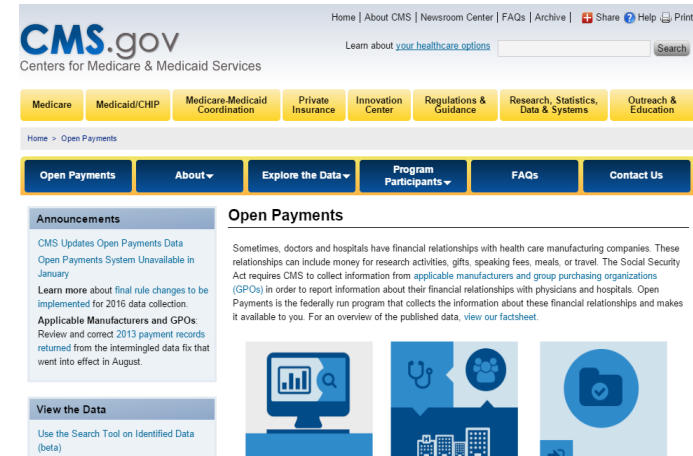 Home | About CMS | Newsroom Center | FAQs | Archive | Share Help Print
CMS.gov
Centers for Medicare & Medicaid Services
Learn about your healthcare options
Search
Medicare
Medicaid/CHIP
Medicare-Medicaid
Coordination
Private
Insurance
Innovation
Center
Regulations &
Guidance
Research, Statistics,
Data & Systems
Outreach &
Education
Home > Open Payments
Open Payments
About
Explore the Data
Program
Participants
FAQs
Contact Us
Announcements
CMS Updates Open Payments Data
Open Payments System Unavailable in
January
Learn more about final rule changes to be
implemented for 2016 data collection.
Applicable Manufacturers and GPOs:
Review and correct 2013 payment records
returned from the intermingled data fix that
went into effect in August.
View the Data
Use the Search Tool on Identified Data
(beta)
Open Payments
Sometimes, doctors and hospitals have financial relationships with health care manufacturing companies. These
relationships can include money for research activities, gifts, speaking fees, meals, or travel. The Social Security
Act requires CMS to collect information from applicable manufacturers and group purchasing organizations
(GPOs) in order to report information about their financial relationships with physicians and hospitals. Open
Payments is the federally run program that collects the information about these financial relationships and makes
it available to you. For an overview of the published data, view our factsheet.